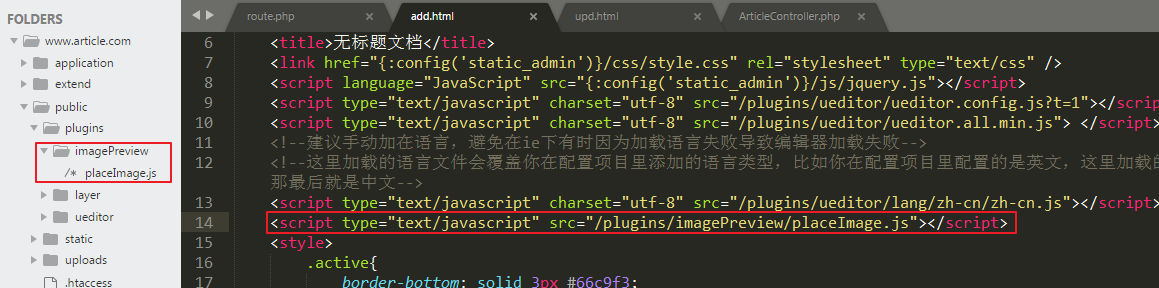 FOLDERS
www.article.com
application
extend
public
plugins
imagePreview
/* placeImage.js
layer
ueditor
static
uploads
.htaccess
route.php ×
add.html ×
upd.html ×
ArticleController.php ×
6 <title>无标题文档</title>
7 <link href="{:config('static_admin')}/css/style.css" rel="stylesheet" type="text/css" />
8 <script language="JavaScript" src="{:config('static_admin')}/js/jquery.js"></script>
9 <script type="text/javascript" charset="utf-8" src="/plugins/ueditor/ueditor.config.js?t=1"></scrip
10 <script type="text/javascript" charset="utf-8" src="/plugins/ueditor/ueditor.all.min.js"> </script>
11 <!--建议手动加在语言，避免在ie下有时因为加载语言失败导致编辑器加载失败-->
12 <!--这里加载的语言文件会覆盖你在配置项目里添加的语言类型，比如你在配置项目里配置的是英文，这里加载的
那最后就是中文-->
13 <script type="text/javascript" charset="utf-8" src="/plugins/ueditor/lang/zh-cn/zh-cn.js"></script>
14 <script type="text/javascript"  src="/plugins/imagePreview/placeImage.js"></script>
15 <style>
16 .active{
17 border-bottom: solid 3px #66c9f3;